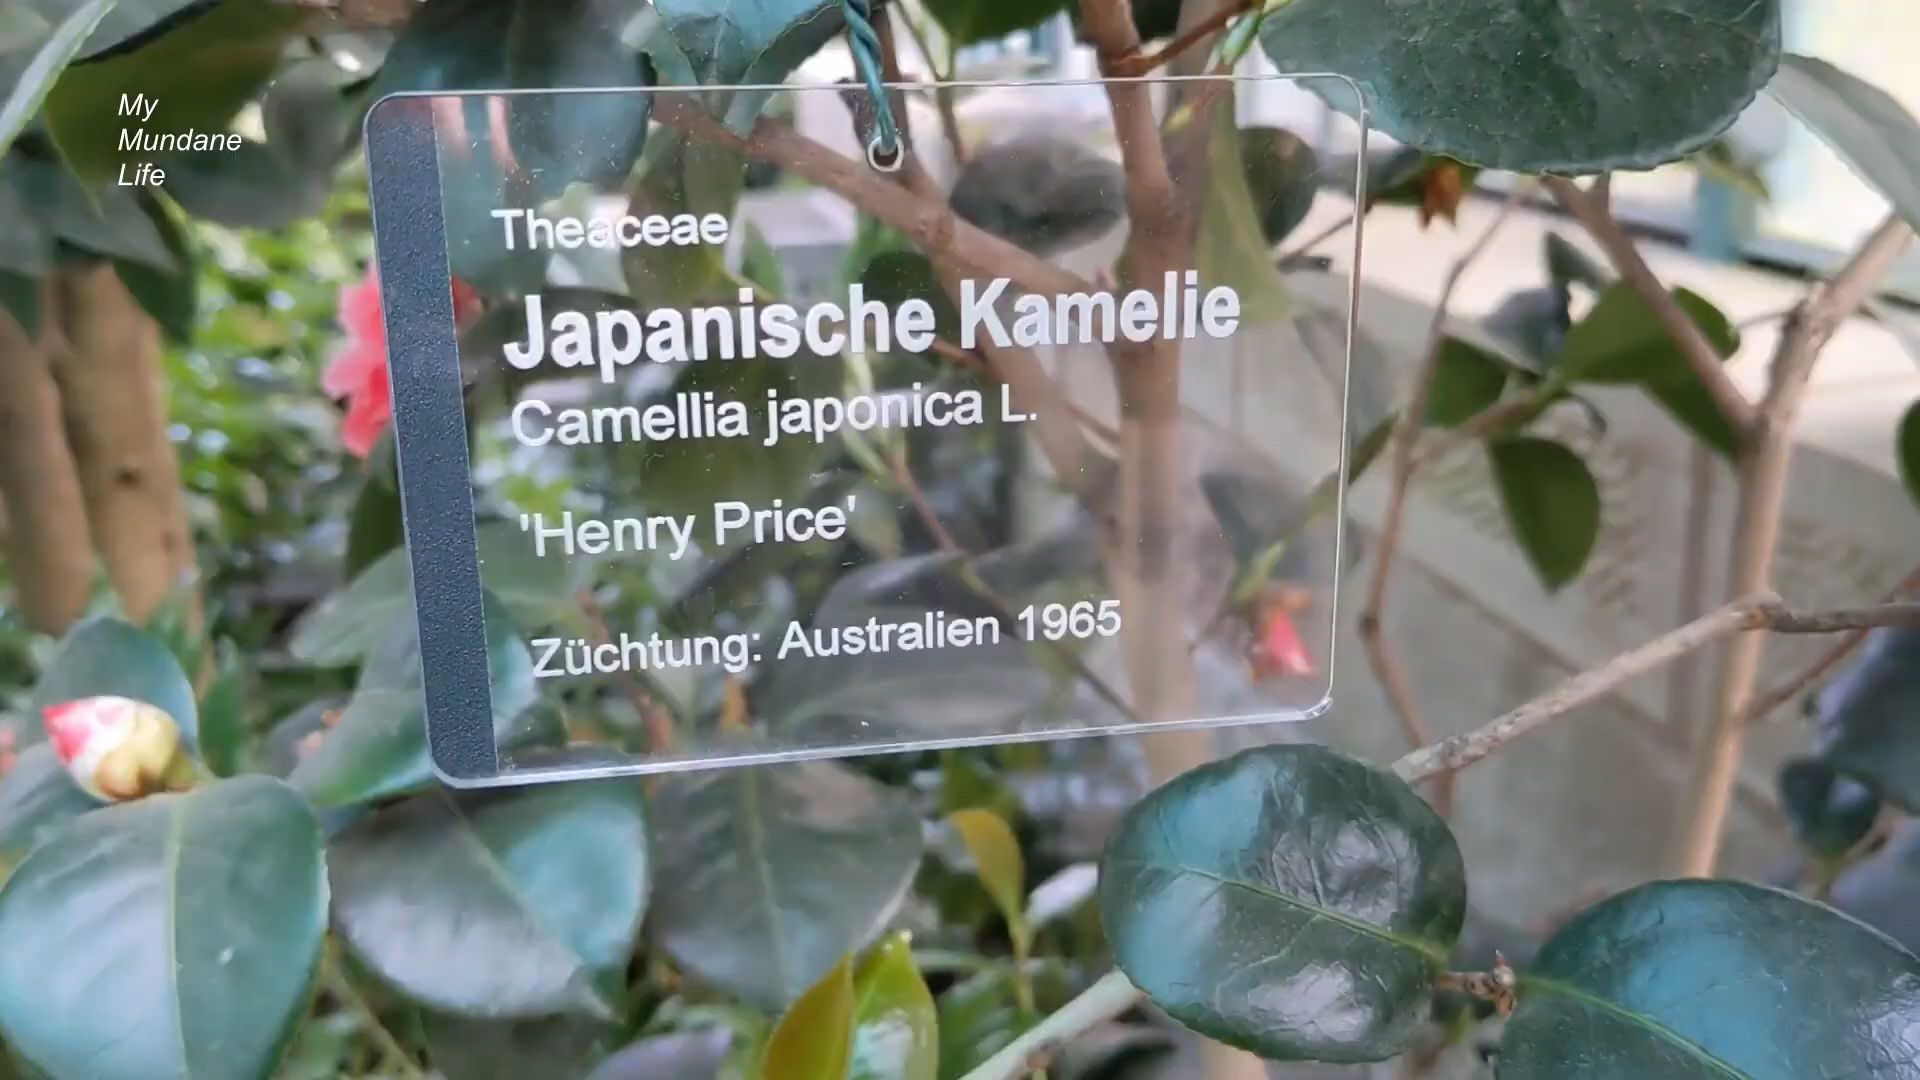 My
Mundane
Life
Theaceae
Japanische Kamelie
Camellia japonica L.
'Henry Price'
Züchtung: Australien 1965